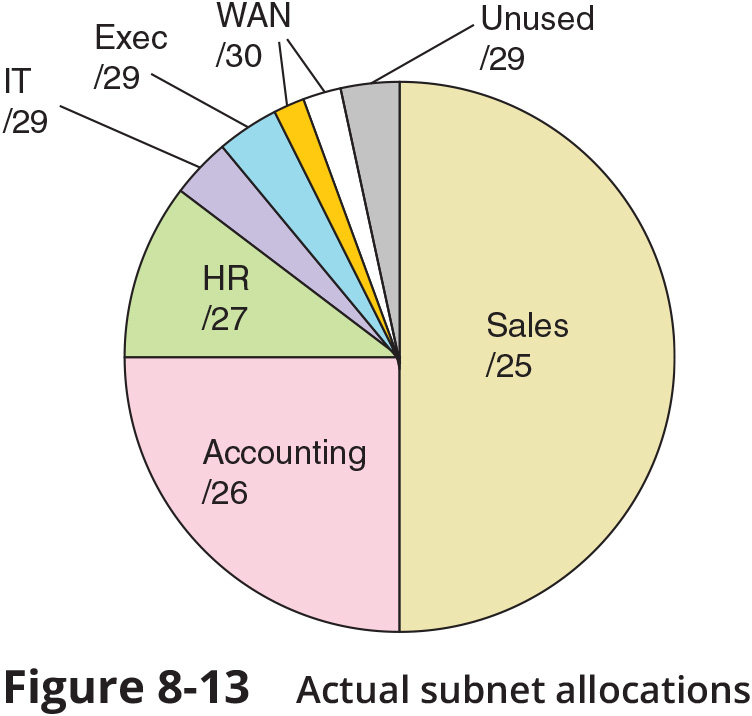 WAN
/30
Unused
/29
Exec
/29
IT
/29
HR
/27
Sales
/25
Accounting
/26
Figure 8-13 Actual subnet allocations